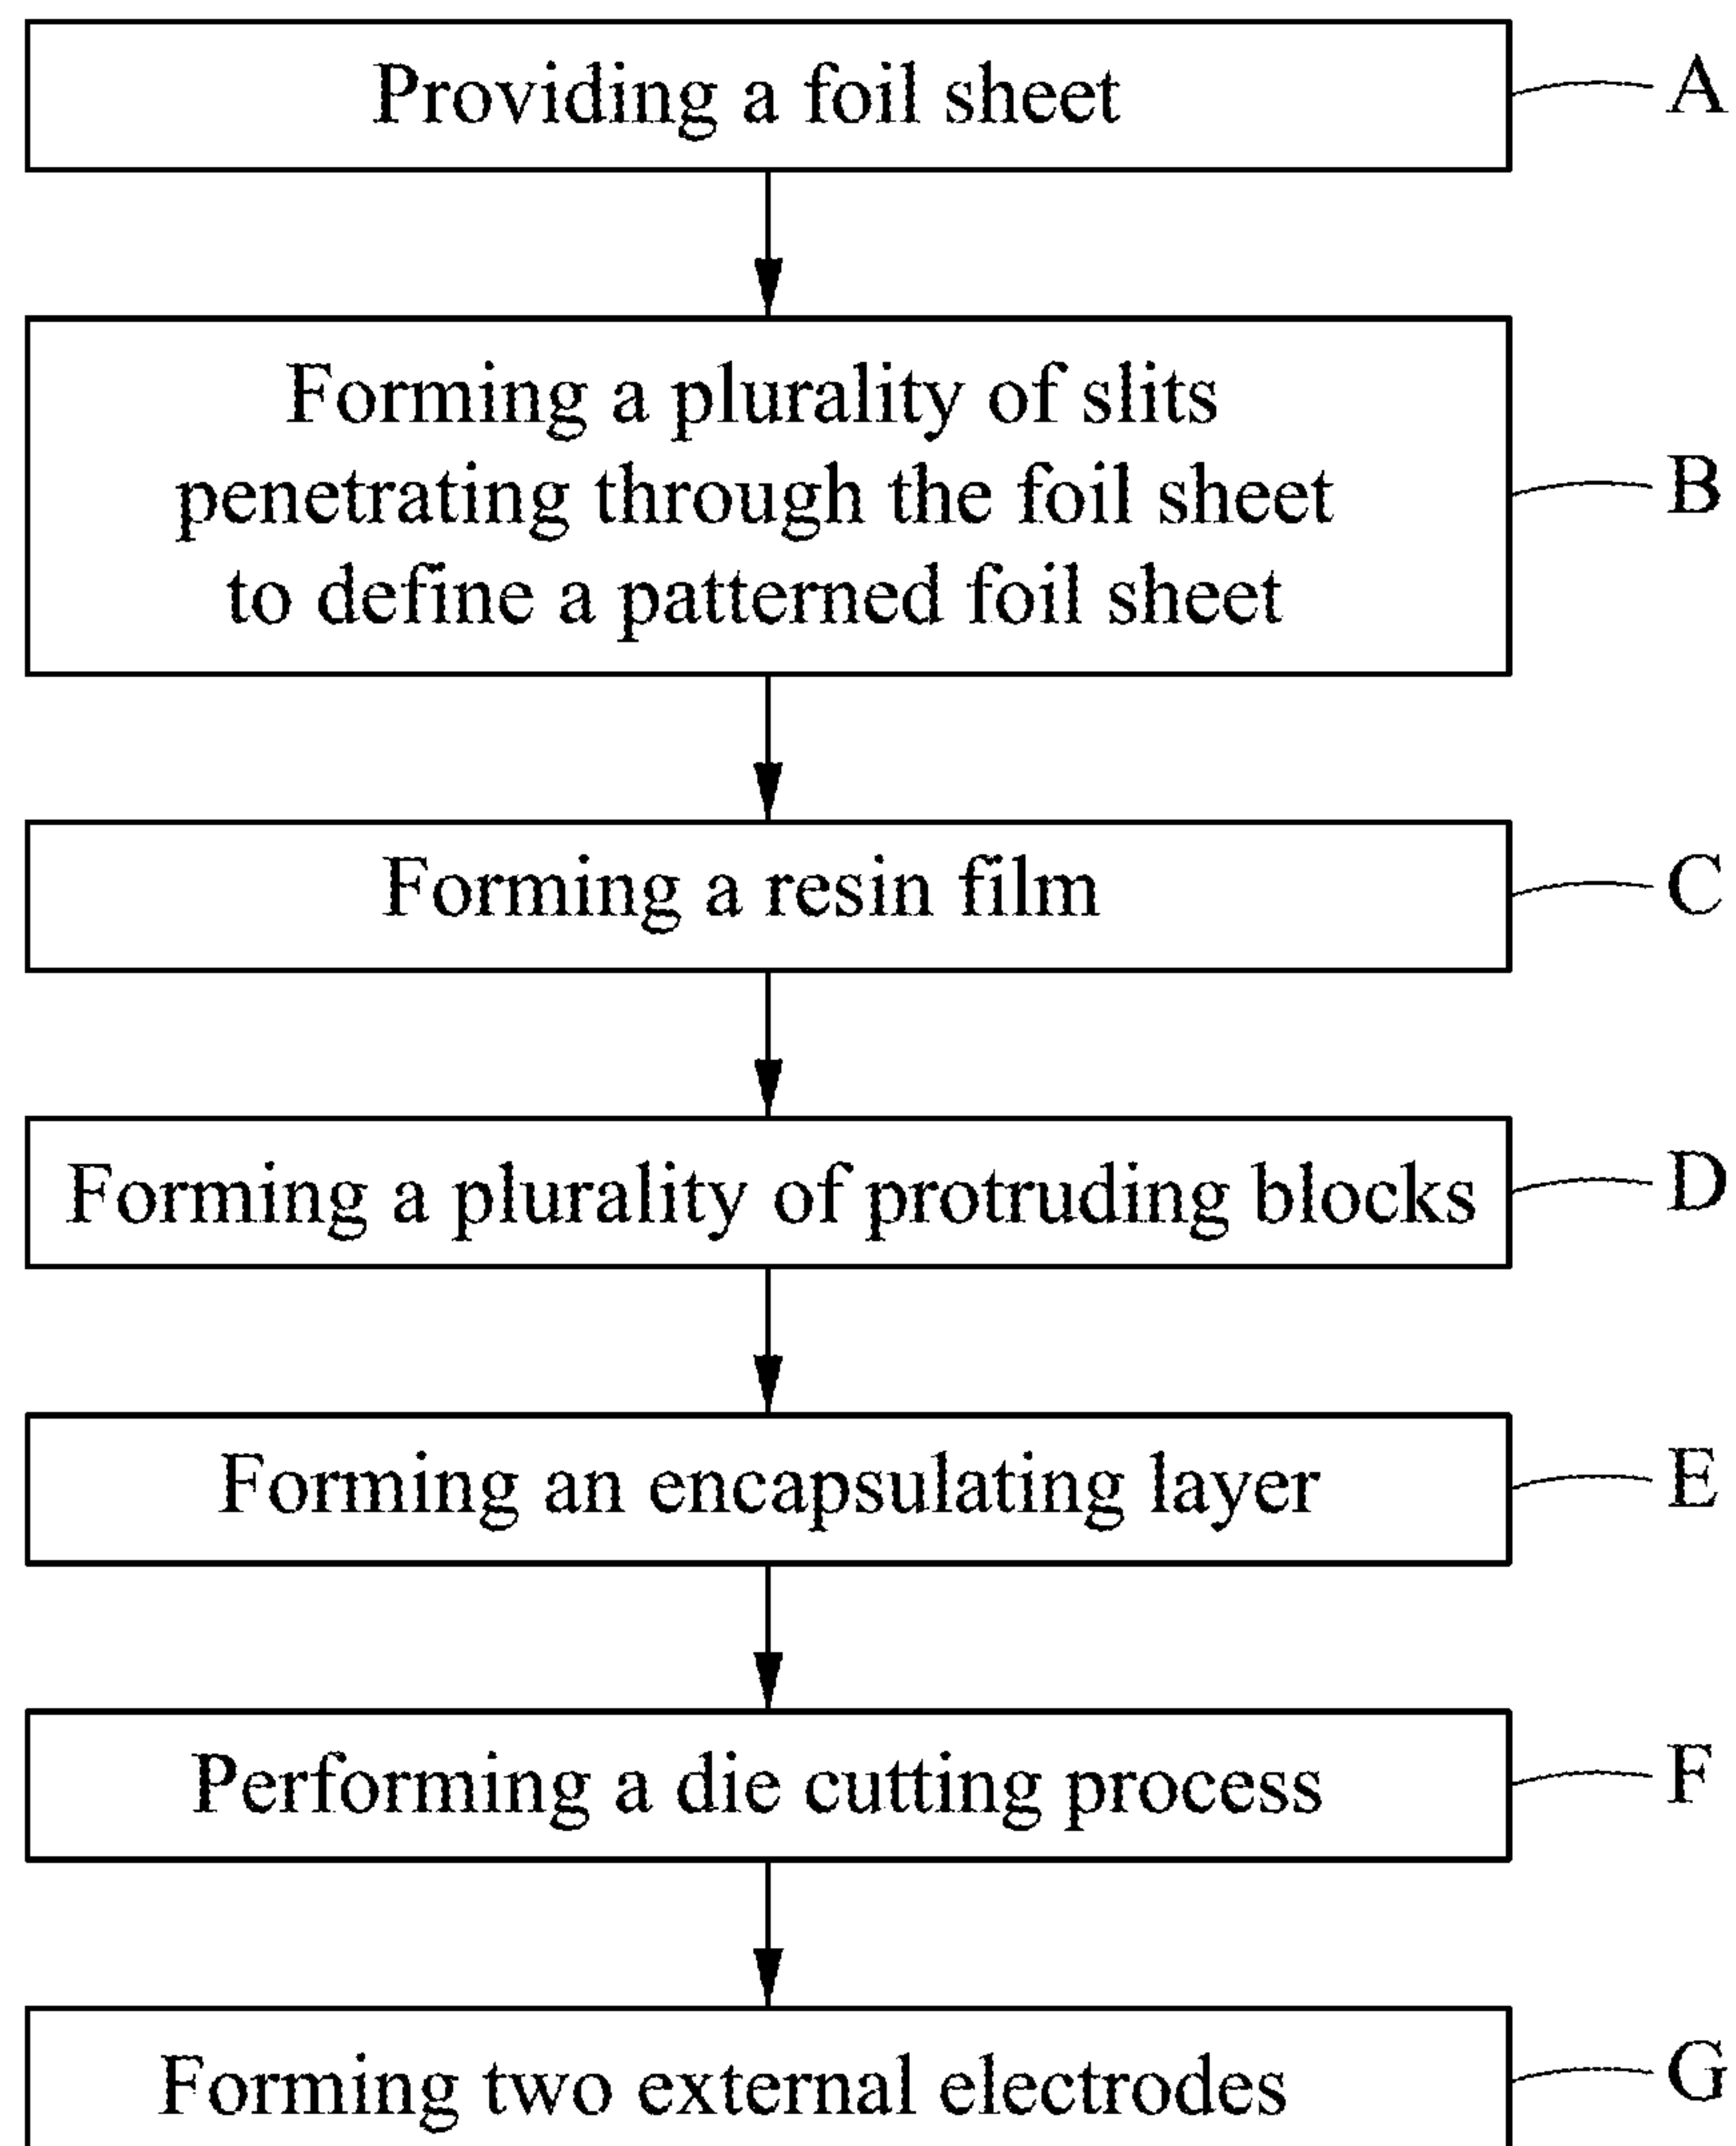 Providing a foil sheet
A
Forming a plurality of slits
penetrating through the foil sheet
to define a patterned foil sheet
B
Forming a resin film
C
Forming a plurality of protruding blocks
D
Forming an encapsulating layer
E
Performing a die cutting process
F
Forming two external electrodes
G